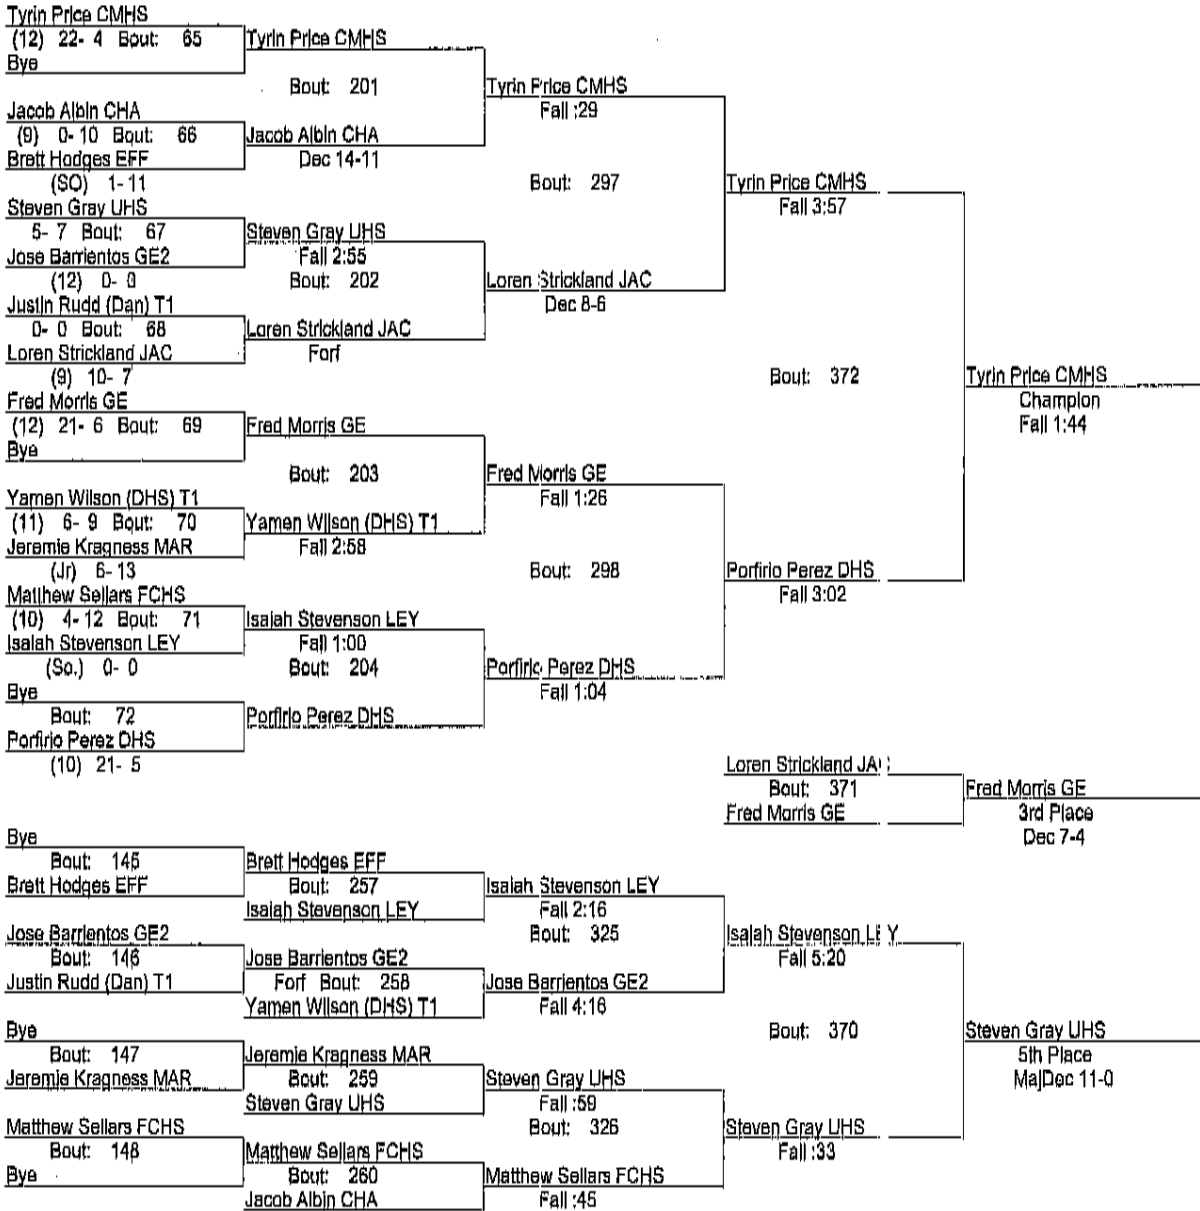 Tyrin Price CMHS
(12) 22- 4 Bout: 65
Bye
Tyrin Price CMHS
Bout: 201
Tyrin Price CMHS
Fall :29
Jacob Albin CHA
(9) 0- 10 Bout: 66
Brett Hodges EFF
(SO) 1- 11
Jacob Albin CHA
Dec 14-11
Bout: 297
Tyrin Price CMHS
Fall 3:57
Steven Gray UHS
5- 7 Bout: 67
Jose Barrientos GE2
(12) 0- 0
Steven Gray UHS
Fall 2:55
Bout: 202
Loren Strickland JAC
Dec 8-6
Justin Rudd (Dan) T1
0- 0 Bout: 68
Loren Strickland JAC
(9) 10- 7
Loren Strickland JAC
Forf
Bout: 372
Tyrin Price CMHS
Champion
Fall 1:44
Fred Morris GE
(12) 21- 6 Bout: 69
Bye
Fred Morris GE
Bout: 203
Fred Morris GE
Fall 1:26
Yamen Wilson (DHS) T1
(11) 6- 9 Bout: 70
Jeremie Kragness MAR
(Jr) 6- 13
Yamen Wilson (DHS) T1
Fall 2:58
Bout: 298
Porfirio Perez DHS
Fall 3:02
Matthew Sellars FCHS
(10) 4- 12 Bout: 71
Isaiah Stevenson LEY
(So.) 0- 0
Isaiah Stevenson LEY
Fall 1:00
Bout: 204
Porfirio Perez DHS
Fall 1:04
Bye
Bout: 72
Porfirio Perez DHS
(10) 21- 5
Porfirio Perez DHS
Loren Strickland JAC
Bout: 371
Fred Morris GE
Fred Morris GE
3rd Place
Dec 7-4
Bye
Bout: 145
Brett Hodges EFF
Brett Hodges EFF
Bout: 257
Isaiah Stevenson LEY
Isaiah Stevenson LEY
Fall 2:16
Bout: 325
Isaiah Stevenson LEY
Fall 5:20
Jose Barrientos GE2
Bout: 146
Justin Rudd (Dan) T1
Jose Barrientos GE2
Forf Bout: 258
Yamen Wilson (DHS) T1
Jose Barrientos GE2
Fall 4:16
Bout: 370
Steven Gray UHS
5th Place
MajDec 11-0
Bye
Bout: 147
Jeremie Kragness MAR
Jeremie Kragness MAR
Bout: 259
Steven Gray UHS
Steven Gray UHS
Fall :59
Bout: 326
Steven Gray UHS
Fall :33
Matthew Sellars FCHS
Bout: 148
Bye
Matthew Sellars FCHS
Bout: 260
Jacob Albin CHA
Matthew Sellars FCHS
Fall :45